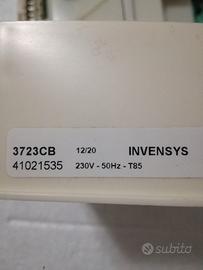 3723CB 12/20 INVENSYS
41021535 230V - 50Hz - T85
subito